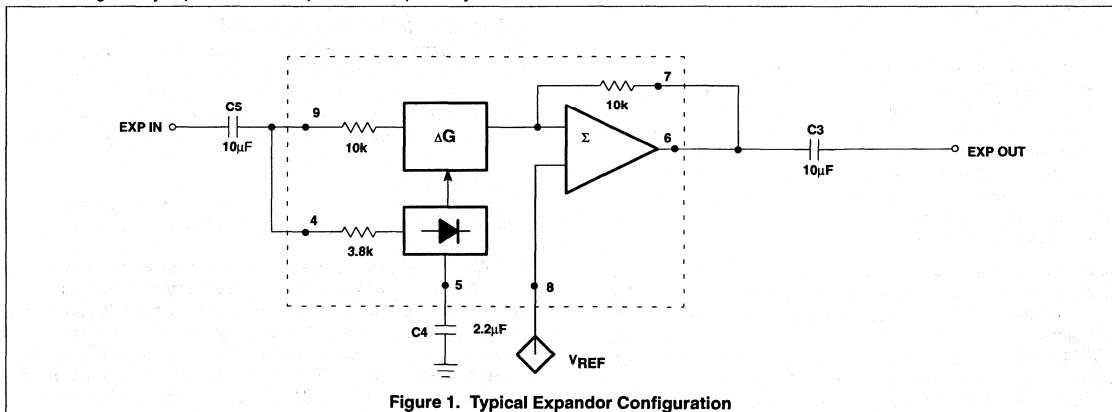 EXP IN
C5
10µF
9
10k
ΔG
4
3.8k
5
C4
2.2µF
10k
7
Σ
6
8
VREF
C3
10µF
EXP OUT
Figure 1. Typical Expandor Configuration